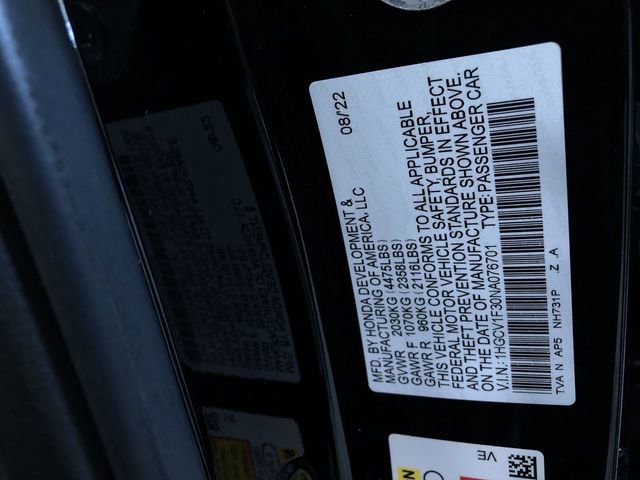 MFD. BY HONDA DEVELOPMENT & 08/22
MANUFACTURING OF AMERICA, LLC
GVWR 2030KG (4475LBS)
GAWR F 1070KG (2358LBS)
GAWR R 960KG (2116LBS)
THIS VEHICLE CONFORMS TO ALL APPLICABLE
FEDERAL MOTOR VEHICLE SAFETY, BUMPER,
AND THEFT PREVENTION STANDARDS IN EFFECT
ON THE DATE OF MANUFACTURE SHOWN ABOVE.
V.I.N.: 1HGCV1F30NA076701 TYPE: PASSENGER CAR
TVA N AP5 NH731P Z A
VE